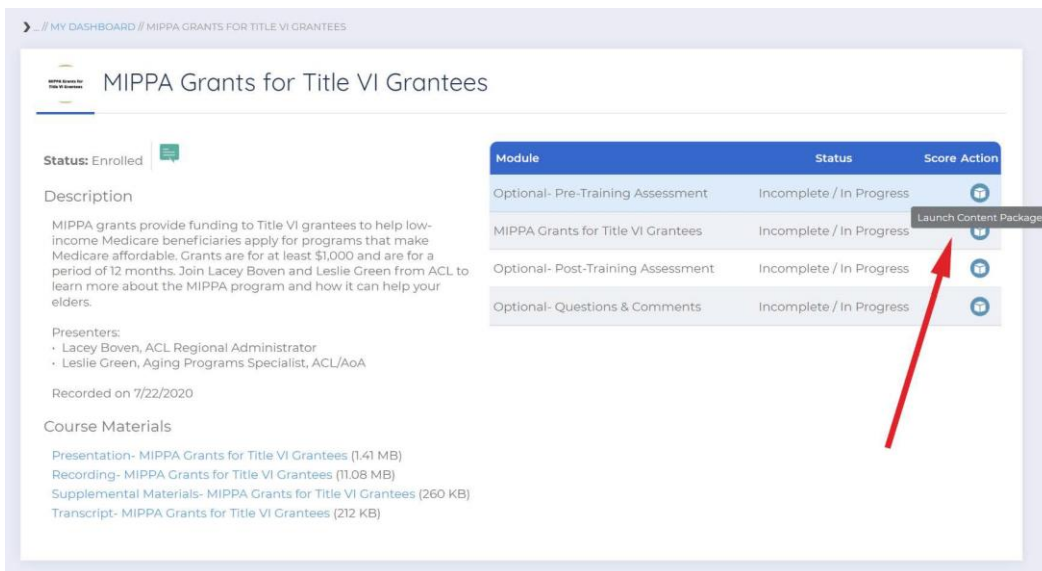 ❯ _ // MY DASHBOARD // MIPPA GRANTS FOR TITLE VI GRANTEES
MIPPA Grants for
Title VI Grantees
MIPPA Grants for Title VI Grantees
Status: Enrolled
Description
MIPPA grants provide funding to Title VI grantees to help low-
income Medicare beneficiaries apply for programs that make
Medicare affordable. Grants are for at least $1,000 and are for a
period of 12 months. Join Lacey Boven and Leslie Green from ACL to
learn more about the MIPPA program and how it can help your
elders.
Presenters:
• Lacey Boven, ACL Regional Administrator
• Leslie Green, Aging Programs Specialist, ACL/AoA
Recorded on 7/22/2020
Course Materials
Presentation- MIPPA Grants for Title VI Grantees (1.41 MB)
Recording- MIPPA Grants for Title VI Grantees (11.08 MB)
Supplemental Materials- MIPPA Grants for Title VI Grantees (260 KB)
Transcript- MIPPA Grants for Title VI Grantees (212 KB)
Module Status Score Action
Optional- Pre-Training Assessment Incomplete / In Progress
Launch Content Package
MIPPA Grants for Title VI Grantees Incomplete / In Progress
Optional- Post-Training Assessment Incomplete / In Progress
Optional- Questions & Comments Incomplete / In Progress